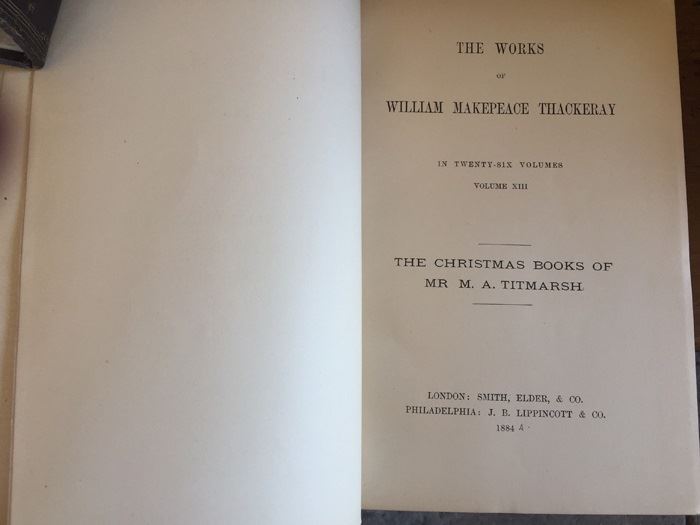 THE WORKS
OF
WILLIAM MAKEPEACE THACKERAY
IN TWENTY-SIX VOLUMES
VOLUME XIII
THE CHRISTMAS BOOKS OF
MR M. A. TITMARSH
LONDON: SMITH, ELDER, & CO.
PHILADELPHIA: J. B. LIPPINCOTT & CO.
1884